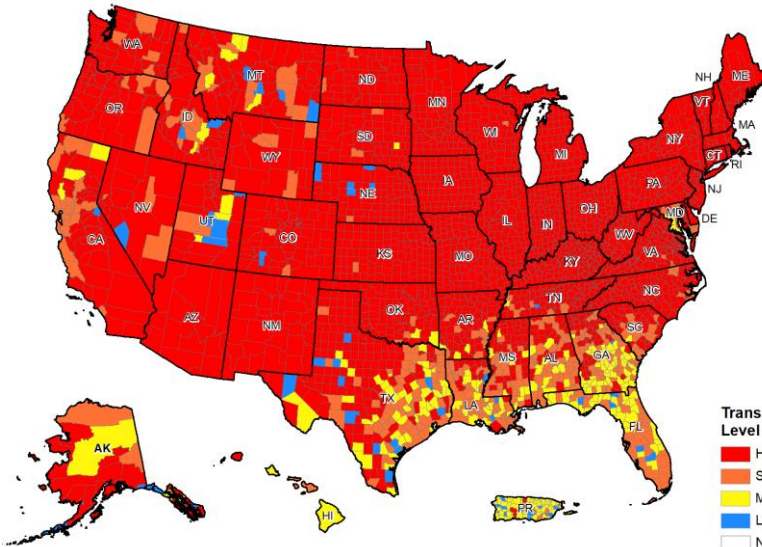 WA
MT
ND
MN
ME
NH
VT
OR
ID
SD
WI
NY
MA
WY
MI
CT
RI
IA
PA
NJ
NE
NV
UT
IL
IN
OH
MD
DE
CA
CO
WV
VA
KS
MO
KY
NC
TN
AZ
NM
OK
AR
SC
MS
AL
GA
TX
LA
FL
AK
HI
PR
Trans
Level
H
S
M
L
N